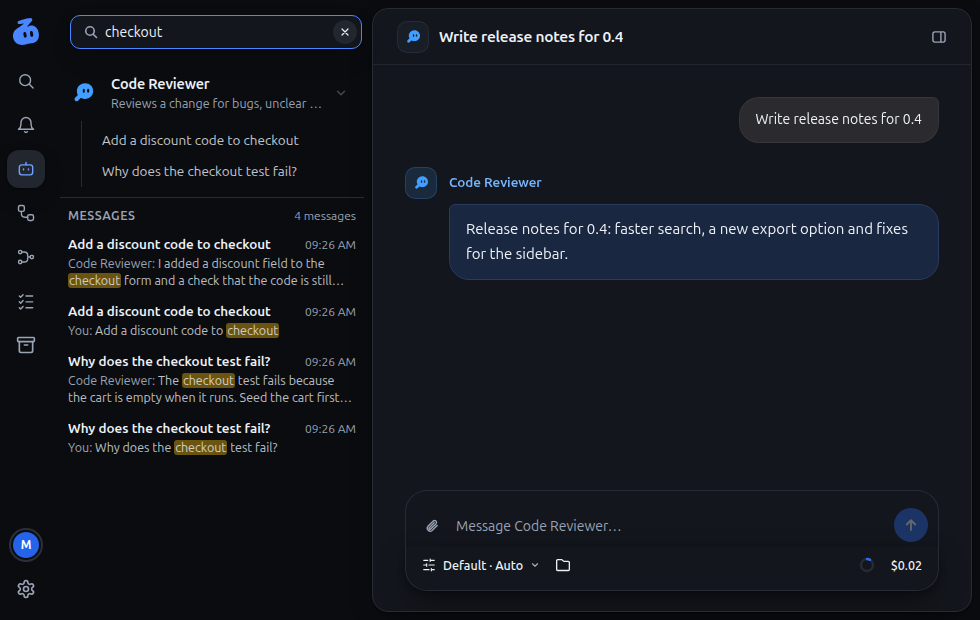 checkout
Code Reviewer
Reviews a change for bugs, unclear …
Add a discount code to checkout
Why does the checkout test fail?
MESSAGES
4 messages
Add a discount code to checkout
09:26 AM
Code Reviewer: I added a discount field to the
checkout form and a check that the code is still…
Add a discount code to checkout
09:26 AM
You: Add a discount code to checkout
Why does the checkout test fail?
09:26 AM
Code Reviewer: The checkout test fails because
the cart is empty when it runs. Seed the cart first…
Why does the checkout test fail?
09:26 AM
You: Why does the checkout test fail?
M
Write release notes for 0.4
Write release notes for 0.4
Code Reviewer
Release notes for 0.4: faster search, a new export option and fixes
for the sidebar.
Message Code Reviewer…
Default · Auto
$0.02